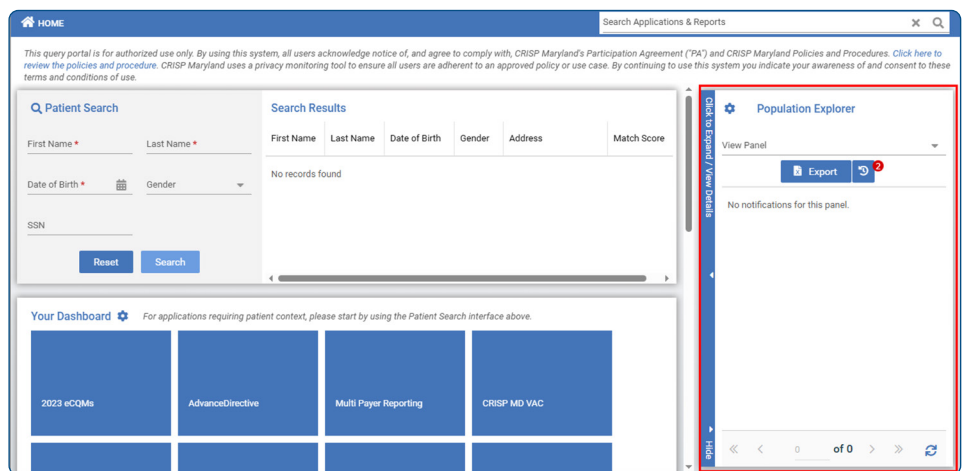 HOME
Search Applications & Reports
This query portal is for authorized use only. By using this system, all users acknowledge notice of, and agree to comply with, CRISP Maryland's Participation Agreement ("PA") and CRISP Maryland Policies and Procedures. Click here to
review the policies and procedure. CRISP Maryland uses a privacy monitoring tool to ensure all users are adherent to an approved policy or use case. By continuing to use this system you indicate your awareness of and consent to these
terms and conditions of use.
Patient Search
First Name *
Last Name *
Date of Birth *
Gender
SSN
Reset
Search
Search Results
First Name Last Name Date of Birth Gender Address Match Score
No records found
Your Dashboard
For applications requiring patient context, please start by using the Patient Search interface above.
2023 eCQMs
AdvanceDirective
Multi Payer Reporting
CRISP MD VAC
Click to Expand / View Details
Hide
Population Explorer
View Panel
Export
2
No notifications for this panel.
0 of 0